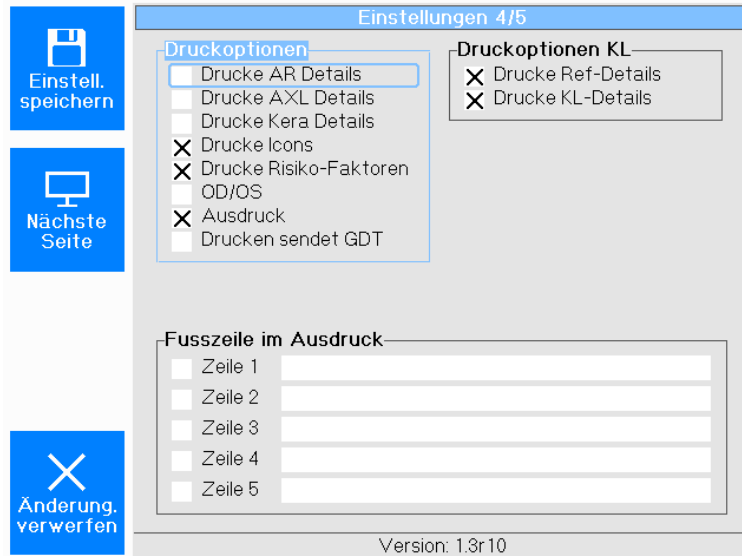 Einstellungen 4/5
Einstell.
speichern
Nächste
Seite
Änderung.
verwerfen
Druckoptionen
Drucke AR Details
Drucke AXL Details
Drucke Kera Details
Drucke Icons
Drucke Risiko-Faktoren
OD/OS
Ausdruck
Drucken sendet GDT
Druckoptionen KL
Drucke Ref-Details
Drucke KL-Details
Fusszeile im Ausdruck
Zeile 1
Zeile 2
Zeile 3
Zeile 4
Zeile 5
Version: 1.3r10